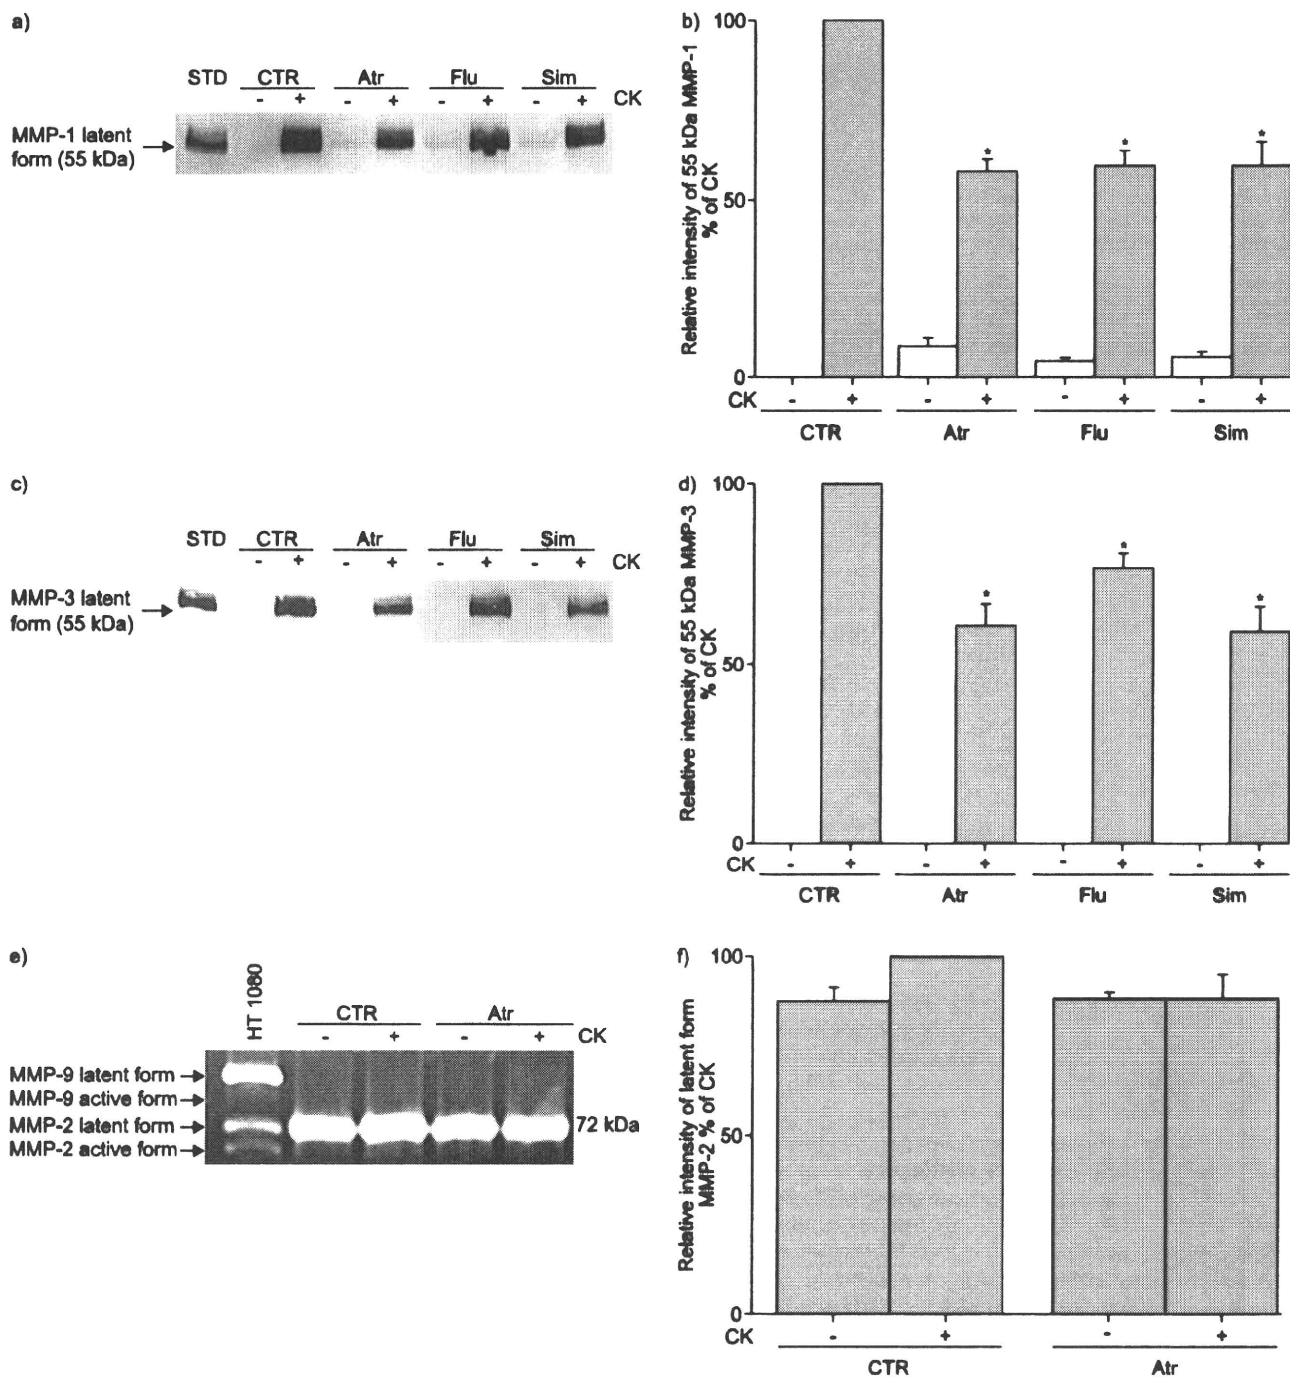 a)
STD CTR Atr Flu Sim
- + - + - + - + CK
MMP-1 latent
form (55 kDa)
b)
Relative intensity of 55 kDa MMP-1
% of CK
100
50
0
* * *
CK - + - + - + - +
CTR Atr Flu Sim
c)
STD CTR Atr Flu Sim
- + - + - + - + CK
MMP-3 latent
form (55 kDa)
d)
Relative intensity of 55 kDa MMP-3
% of CK
100
50
0
* * *
CK - + - + - + - +
CTR Atr Flu Sim
e)
HT 1080
CTR Atr
- + - + CK
MMP-9 latent form
MMP-9 active form
MMP-2 latent form
MMP-2 active form
72 kDa
f)
Relative intensity of latent form
MMP-2 % of CK
100
50
0
CK - + - +
CTR Atr